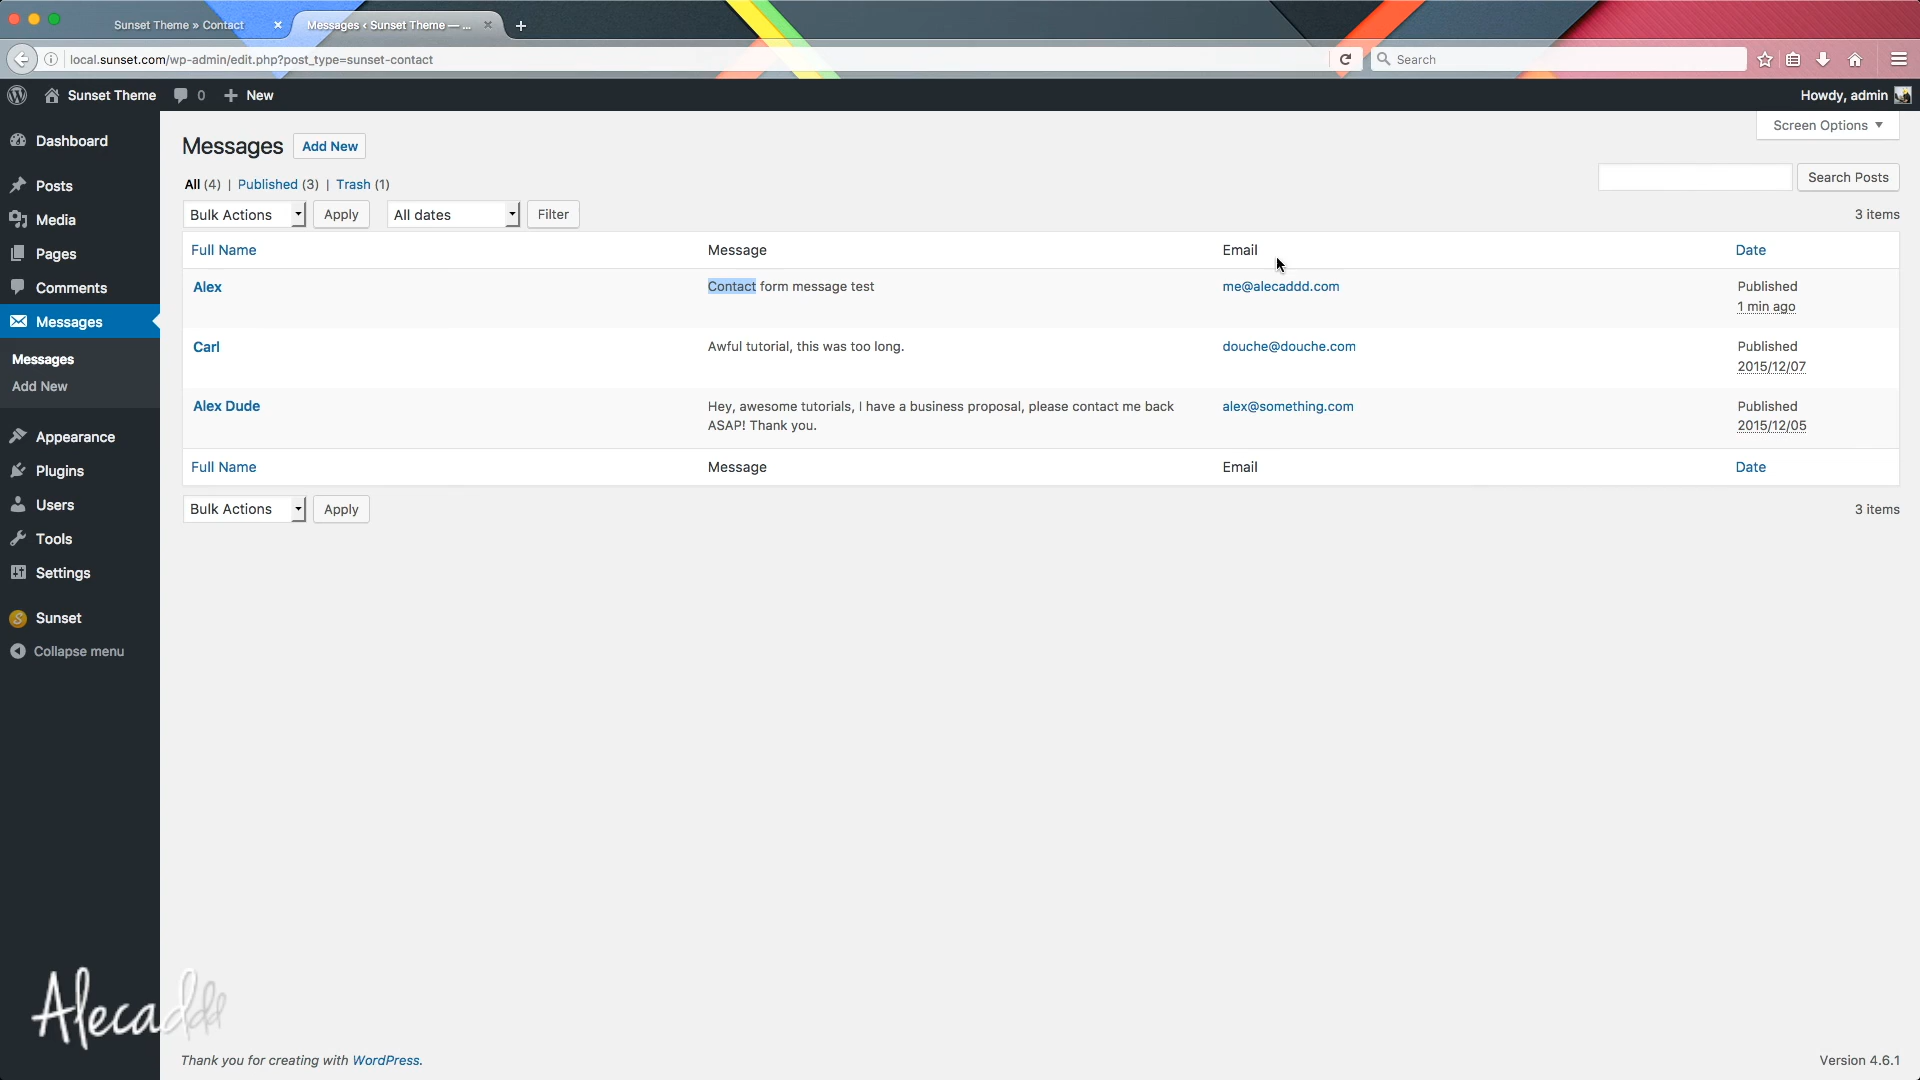 Sunset Theme » Contact
Messages ‹ Sunset Theme — ...
local.sunset.com/wp-admin/edit.php?post_type=sunset-contact
Search
Sunset Theme
0
New
Howdy, admin
Dashboard
Posts
Media
Pages
Comments
Messages
Messages
Add New
Appearance
Plugins
Users
Tools
Settings
Sunset
Collapse menu
Screen Options
Messages Add New
All (4) | Published (3) | Trash (1)
Search Posts
Bulk Actions Apply All dates Filter 3 items
Full Name Message Email Date
Alex Contact form message test me@alecaddd.com Published
1 min ago
Carl Awful tutorial, this was too long. douche@douche.com Published
2015/12/07
Alex Dude Hey, awesome tutorials, I have a business proposal, please contact me back alex@something.com Published
ASAP! Thank you. 2015/12/05
Full Name Message Email Date
Bulk Actions Apply 3 items
Alecaddd
Thank you for creating with WordPress. Version 4.6.1